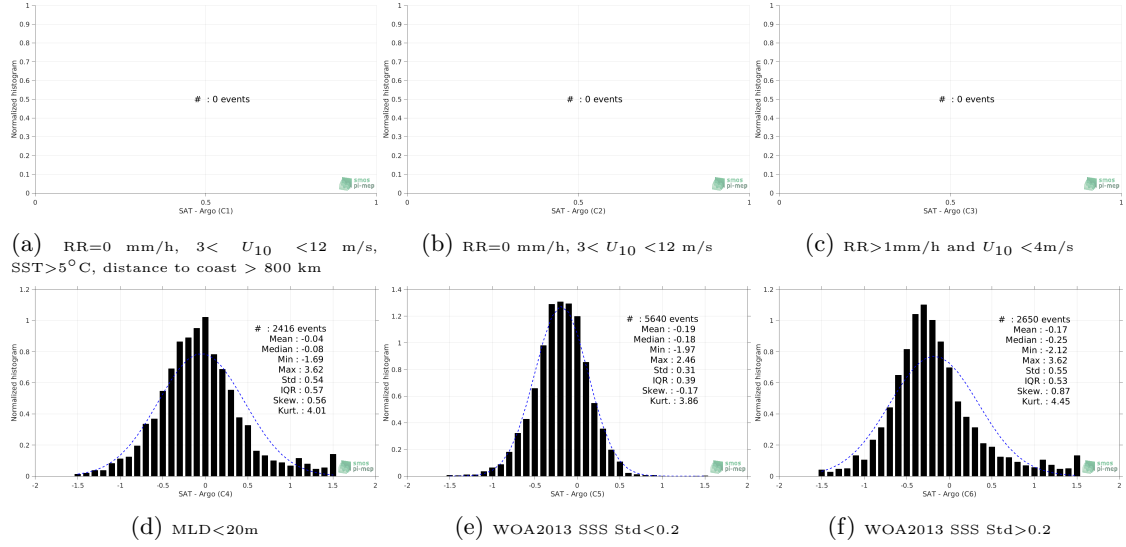 1
0.9
0.8
0.7
0.6
0.5
0.4
0.3
0.2
0.1
0
0
0.5
1
Normalized histogram
# : 0 events
SAT - Argo (C1)
smos
pi-mep
(a) RR=0 mm/h, 3< U10 <12 m/s,
SST>5°C, distance to coast > 800 km
1
0.9
0.8
0.7
0.6
0.5
0.4
0.3
0.2
0.1
0
0
0.5
1
Normalized histogram
# : 0 events
SAT - Argo (C2)
smos
pi-mep
(b) RR=0 mm/h, 3< U10 <12 m/s
1
0.9
0.8
0.7
0.6
0.5
0.4
0.3
0.2
0.1
0
0
0.5
1
Normalized histogram
# : 0 events
SAT - Argo (C3)
smos
pi-mep
(c) RR>1mm/h and U10 <4m/s
1.2
1
0.8
0.6
0.4
0.2
0
Normalized histogram
# : 2416 events
Mean : -0.04
Median : -0.08
Min : -1.69
Max : 3.62
Std : 0.54
IQR : 0.57
Skew. : 0.56
Kurt. : 4.01
smos
pi-mep
-2 -1.5 -1 -0.5 0 0.5 1 1.5 2
SAT - Argo (C4)
(d) MLD<20m
1.4
1.2
1
0.8
0.6
0.4
0.2
0
Normalized histogram
# : 5640 events
Mean : -0.19
Median : -0.18
Min : -1.97
Max : 2.46
Std : 0.31
IQR : 0.39
Skew. : -0.17
Kurt. : 3.86
smos
pi-mep
-2 -1.5 -1 -0.5 0 0.5 1 1.5 2
SAT - Argo (C5)
(e) WOA2013 SSS Std<0.2
1.2
1
0.8
0.6
0.4
0.2
0
Normalized histogram
# : 2650 events
Mean : -0.17
Median : -0.25
Min : -2.12
Max : 3.62
Std : 0.55
IQR : 0.53
Skew. : 0.87
Kurt. : 4.45
smos
pi-mep
-2 -1.5 -1 -0.5 0 0.5 1 1.5 2
SAT - Argo (C6)
(f) WOA2013 SSS Std>0.2